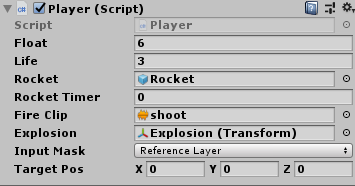 Player (Script)
Script Player
Float 6
Life 3
Rocket Rocket
Rocket Timer 0
Fire Clip shoot
Explosion Explosion (Transform)
Input Mask Reference Layer
Target Pos X 0 Y 0 Z 0